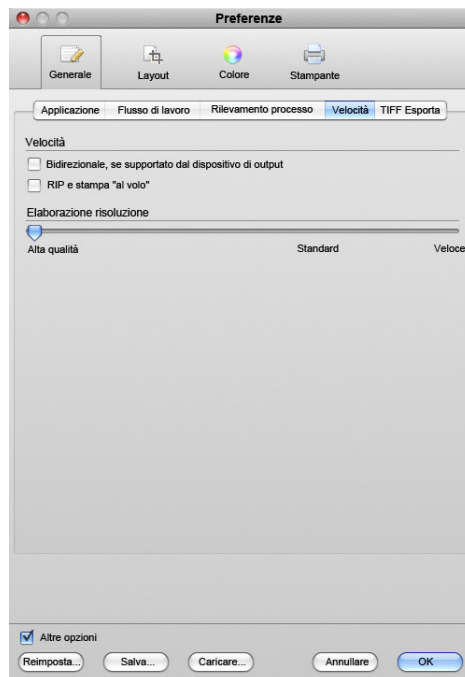 Preferenze
Generale Layout Colore Stampante
Applicazione Flusso di lavoro Rilevamento processo Velocità TIFF Esporta
Velocità
Bidirezionale, se supportato dal dispositivo di output
RIP e stampa "al volo"
Elaborazione risoluzione
Alta qualità Standard Veloce
Altre opzioni
Reimposta... Salva... Caricare... Annullare OK